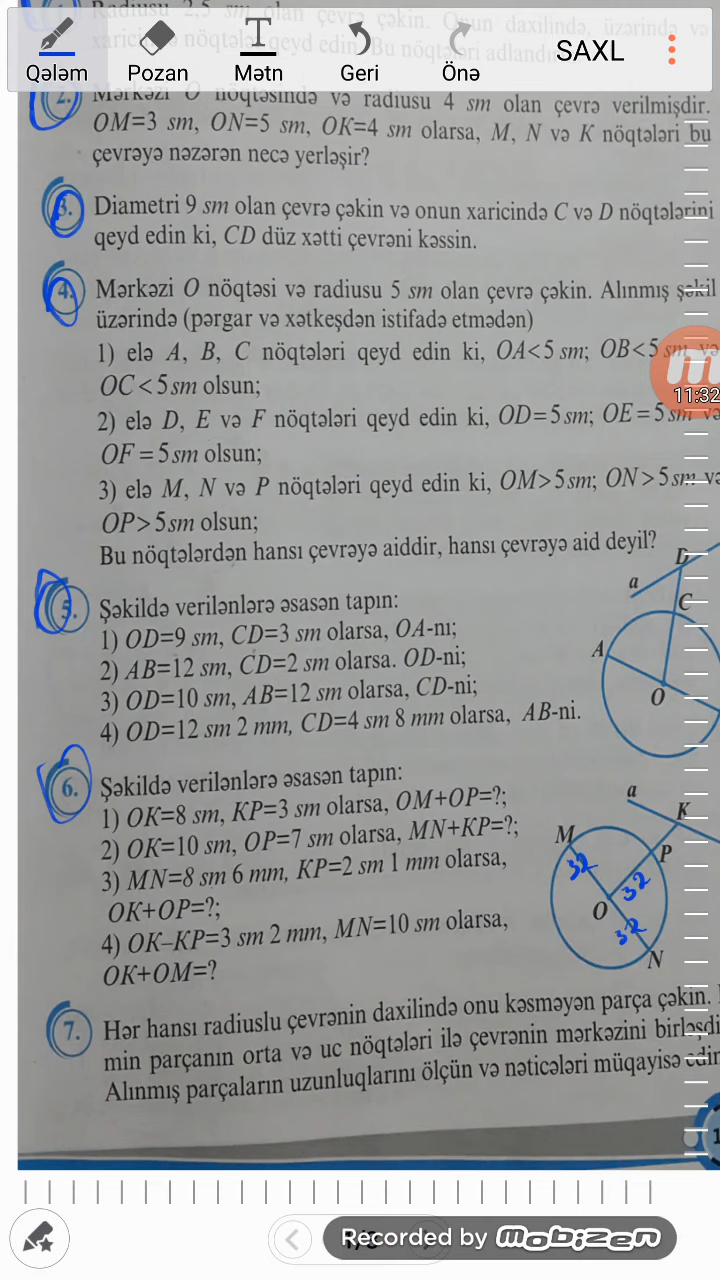 Qələm Pozan Mətn Geri Önə SAXL
2. Mərkəzi O nöqtəsində və radiusu 4 sm olan çevrə verilmişdir.
OM=3 sm, ON=5 sm, OK=4 sm olarsa, M, N və K nöqtələri bu
çevrəyə nəzərən necə yerləşir?
3. Diametri 9 sm olan çevrə çəkin və onun xaricində C və D nöqtələrini
qeyd edin ki, CD düz xətti çevrəni kəssin.
4. Mərkəzi O nöqtəsi və radiusu 5 sm olan çevrə çəkin. Alınmış şəkil
üzərində (pərgar və xətkeşdən istifadə etmədən)
1) elə A, B, C nöqtələri qeyd edin ki, OA<5 sm; OB<5 sm və
OC<5 sm olsun;
11:32
2) elə D, E və F nöqtələri qeyd edin ki, OD=5 sm; OE=5 sm və
OF=5 sm olsun;
3) elə M, N və P nöqtələri qeyd edin ki, OM>5 sm; ON>5 sm və
OP>5 sm olsun;
Bu nöqtələrdən hansı çevrəyə aiddir, hansı çevrəyə aid deyil?
5. Şəkildə verilənlərə əsasən tapın:
1) OD=9 sm, CD=3 sm olarsa, OA-nı;
2) AB=12 sm, CD=2 sm olarsa. OD-ni;
3) OD=10 sm, AB=12 sm olarsa, CD-ni;
4) OD=12 sm 2 mm, CD=4 sm 8 mm olarsa, AB-ni.
a D C A O
6. Şəkildə verilənlərə əsasən tapın:
1) OK=8 sm, KP=3 sm olarsa, OM+OP=?;
2) OK=10 sm, OP=7 sm olarsa, MN+KP=?;
3) MN=8 sm 6 mm, KP=2 sm 1 mm olarsa,
OK+OP=?;
4) OK–KP=3 sm 2 mm, MN=10 sm olarsa,
OK+OM=?
a K M P O N
32 32 32
7. Hər hansı radiuslu çevrənin daxilində onu kəsməyən parça çəkin.
min parçanın orta və uc nöqtələri ilə çevrənin mərkəzini birləşdi
Alınmış parçaların uzunluqlarını ölçün və nəticələri müqayisə edin
Recorded by mobizen